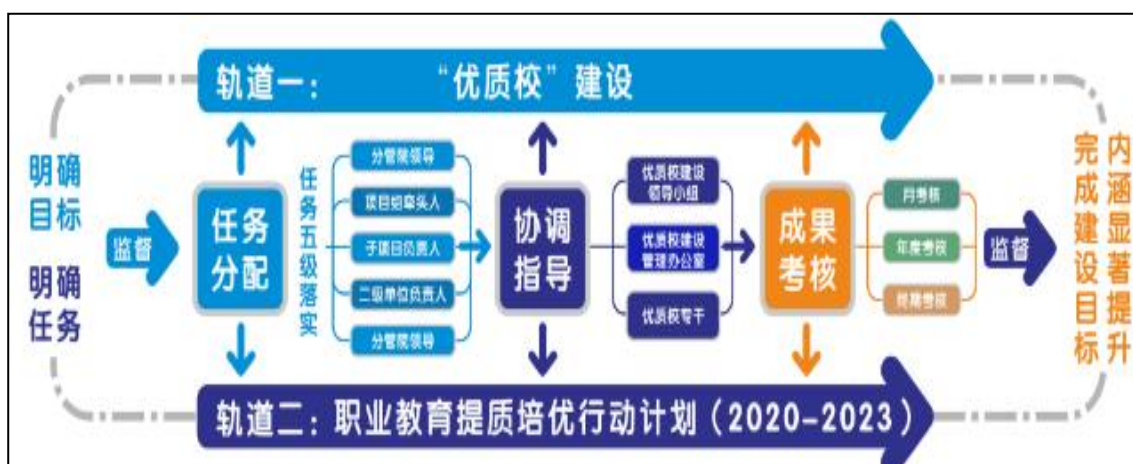 轨道一： “优质校”建设
明确
目标
明确
任务
监督
任务
分配
任务五级落实
分管院领导
项目组牵头人
子项目负责人
二级单位负责人
分管院领导
协调
指导
优质校建设
领导小组
优质校建设
管理办公室
优质校专干
成果
考核
月考核
年度考核
终期考核
监督
完成建设目标
内涵显著提升
轨道二：职业教育提质培优行动计划（2020-2023）